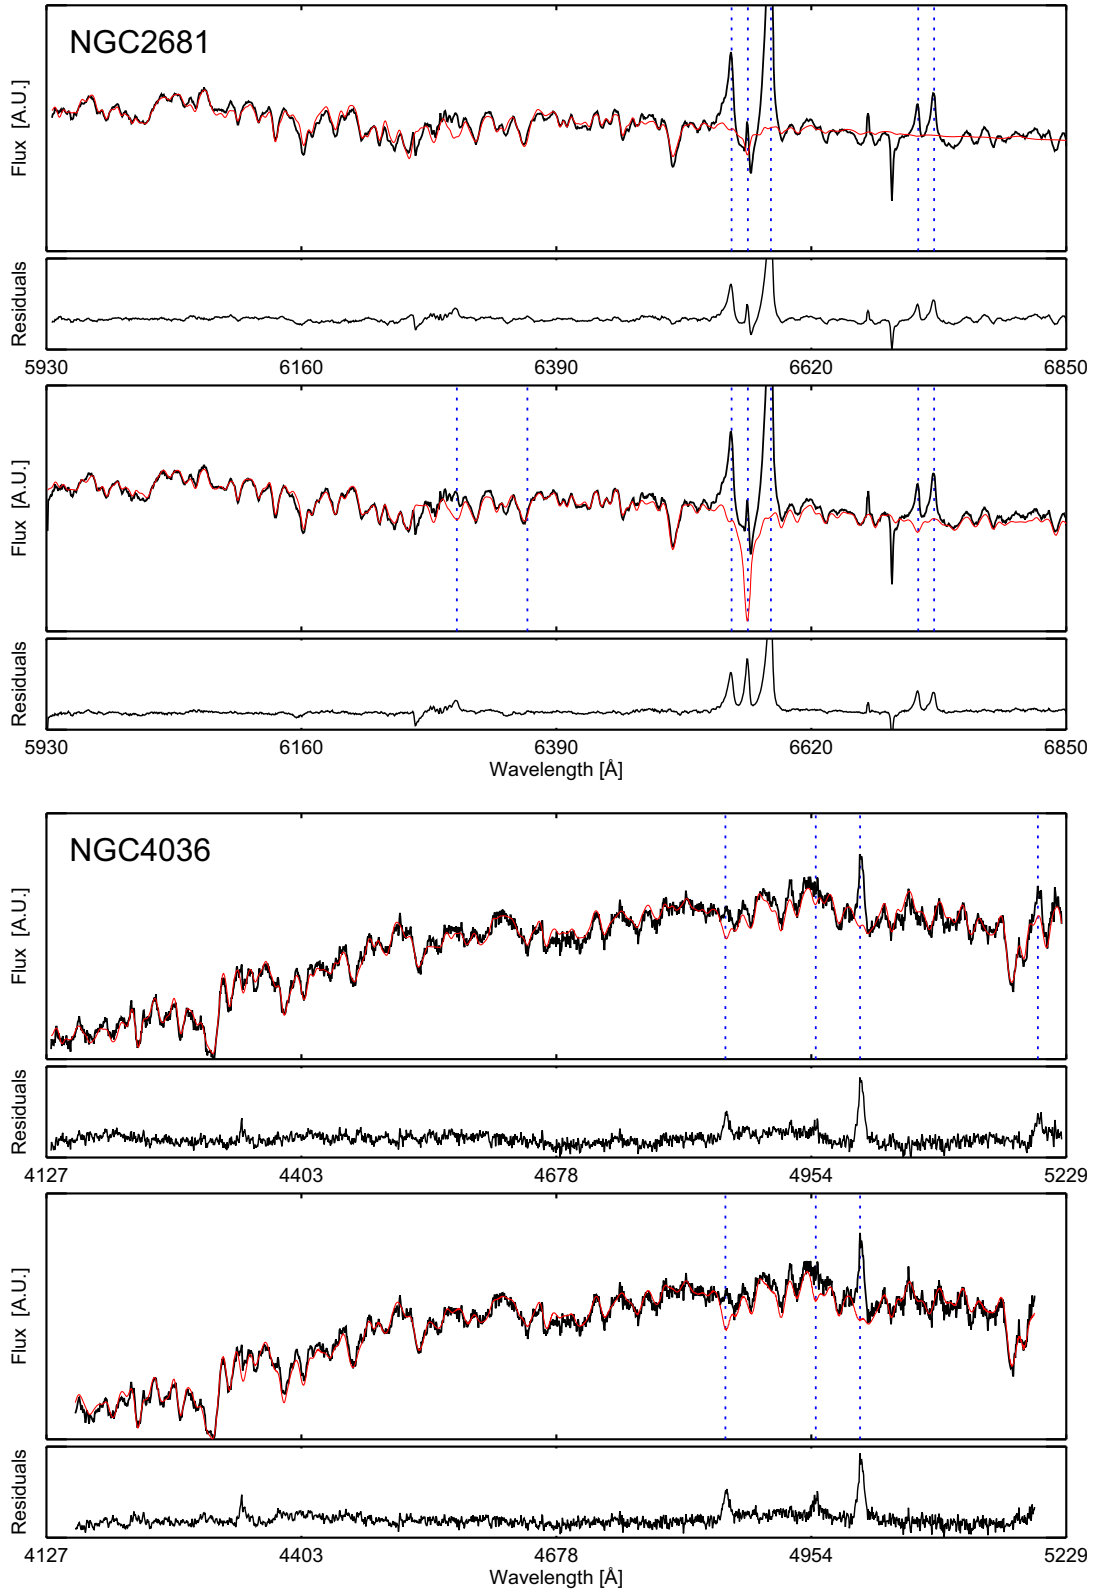 NGC2681
Flux [A.U.]
Residuals
5930 6160 6390 6620 6850
Flux [A.U.]
Residuals
5930 6160 6390 6620 6850
Wavelength [Å]
NGC4036
Flux [A.U.]
Residuals
4127 4403 4678 4954 5229
Flux [A.U.]
Residuals
4127 4403 4678 4954 5229
Wavelength [Å]